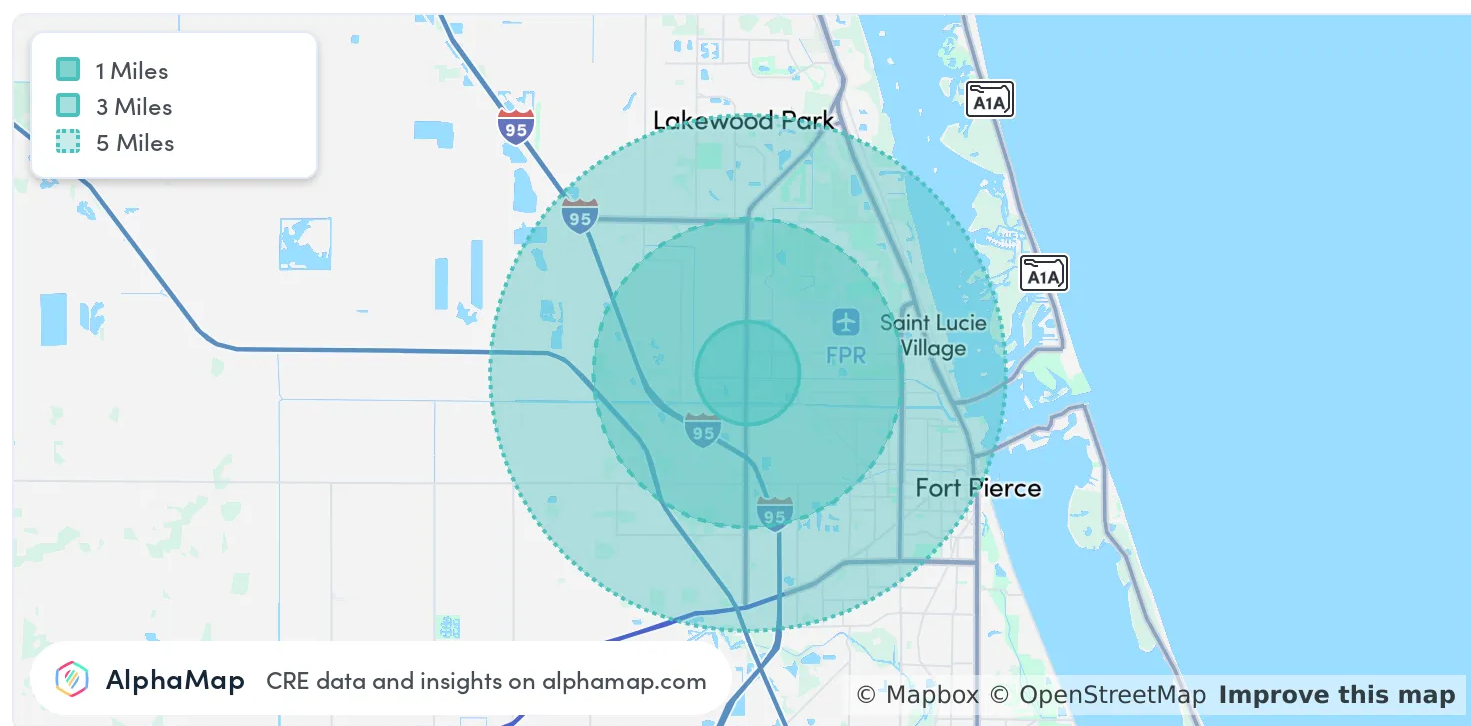 1 Miles
3 Miles
5 Miles
Lakewood Park
A1A
95
95
A1A
Saint Lucie
Village
FPR
95
Fort Pierce
95
AlphaMap CRE data and insights on alphamap.com
© Mapbox © OpenStreetMap Improve this map